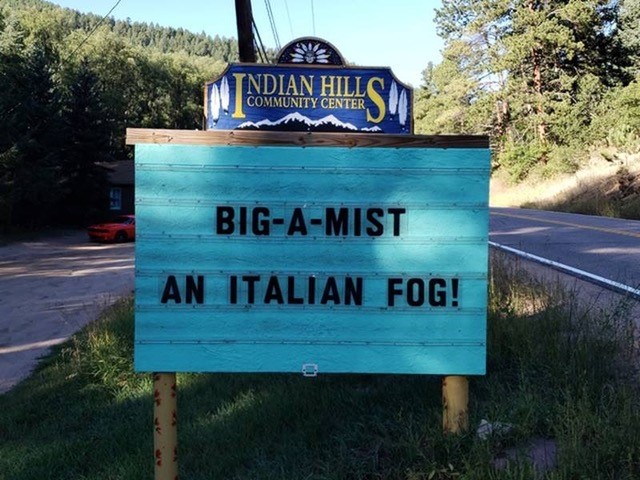 INDIAN HILLS
COMMUNITY CENTER
BIG-A-MIST
AN ITALIAN FOG!